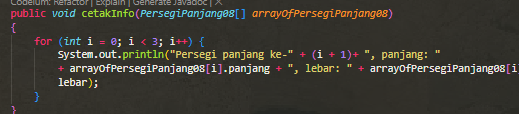 Codeium: Refactor | Explain | Generate Javadoc | X
public void cetakInfo(PersegiPanjang08[] arrayOfPersegiPanjang08)
{
for (int i = 0; i < 3; i++) {
System.out.println("Persegi panjang ke-" + (i + 1)+ ", panjang: "
+ arrayOfPersegiPanjang08[i].panjang + ", lebar: " + arrayOfPersegiPanjang08[i]
lebar);
}
}